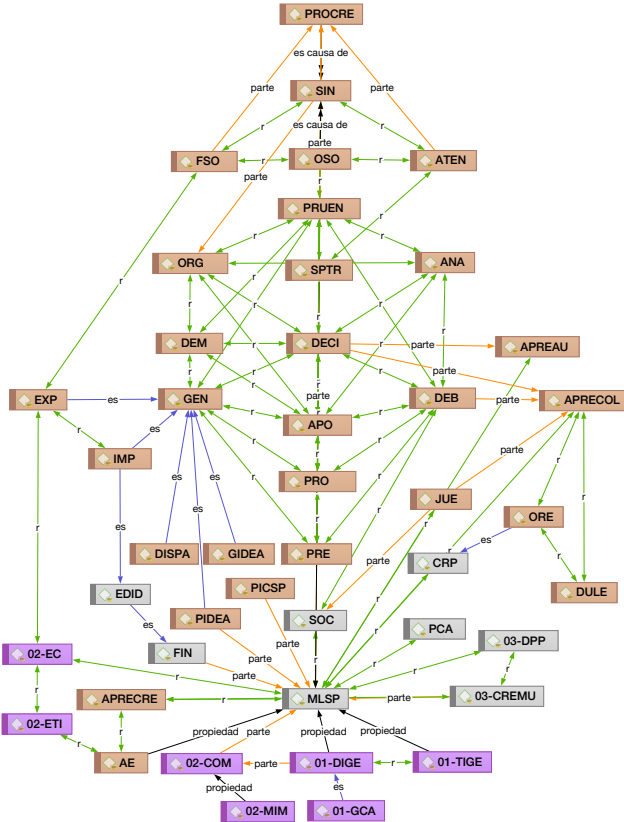 PROCRE
es causa de
parte
parte
SIN
r
es causa de
r
parte
FSO
r
OSO
r
ATEN
parte
r
PRUEN
r
r
r
r
r
ORG
SPTR
ANA
r
r
r
r
r
r
r
DEM
DECI
parte
APREAU
r
r
r
r
parte
EXP
es
GEN
r
parte
r
DEB
parte
APRECOL
r
APO
r
r
IMP
es
r
r
r
es
es
PRO
r
r
es
r
r
r
JUE
parte
r
ORE
r
DISPA
GIDEA
PRE
r
es
CRP
r
EDID
PICSP
parte
r
DULE
es
PIDEA
parte
SOC
r
PCA
02-EC
FIN
parte
parte
r
r
r
03-DPP
r
r
r
APRECRE
r
MLSP
parte
03-CREMU
02-ETI
r
r
propiedad
parte
propiedad
propiedad
AE
02-COM
parte
01-DIGE
r
01-TIGE
propiedad
es
02-MIM
01-GCA